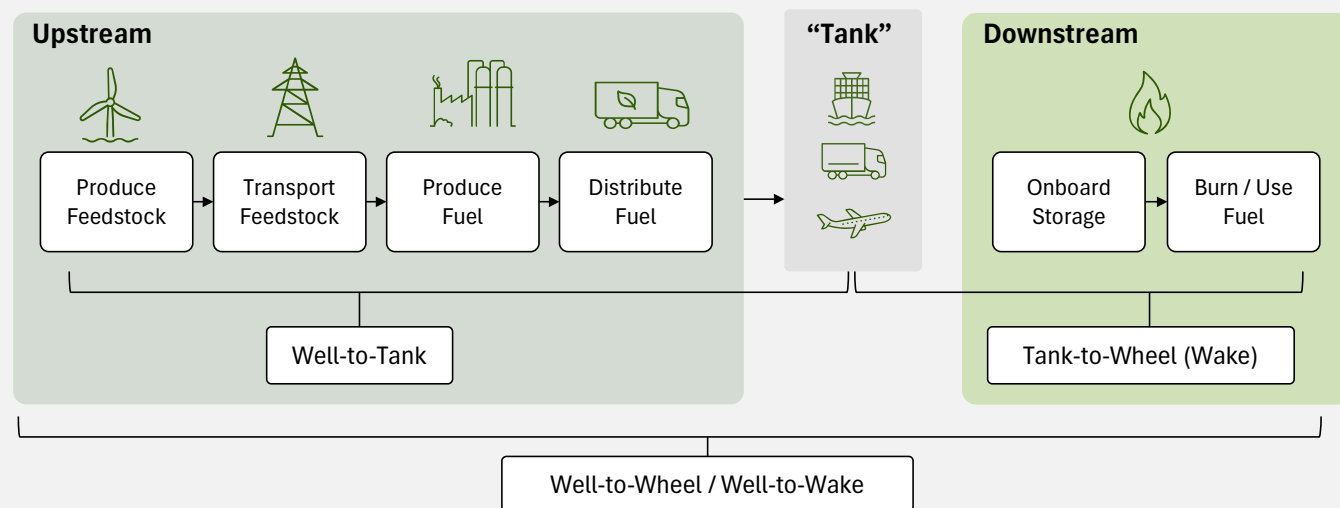 Upstream
“Tank”
Downstream
Produce
Feedstock
Transport
Feedstock
Produce
Fuel
Distribute
Fuel
Onboard
Storage
Burn / Use
Fuel
Well-to-Tank
Tank-to-Wheel (Wake)
Well-to-Wheel / Well-to-Wake